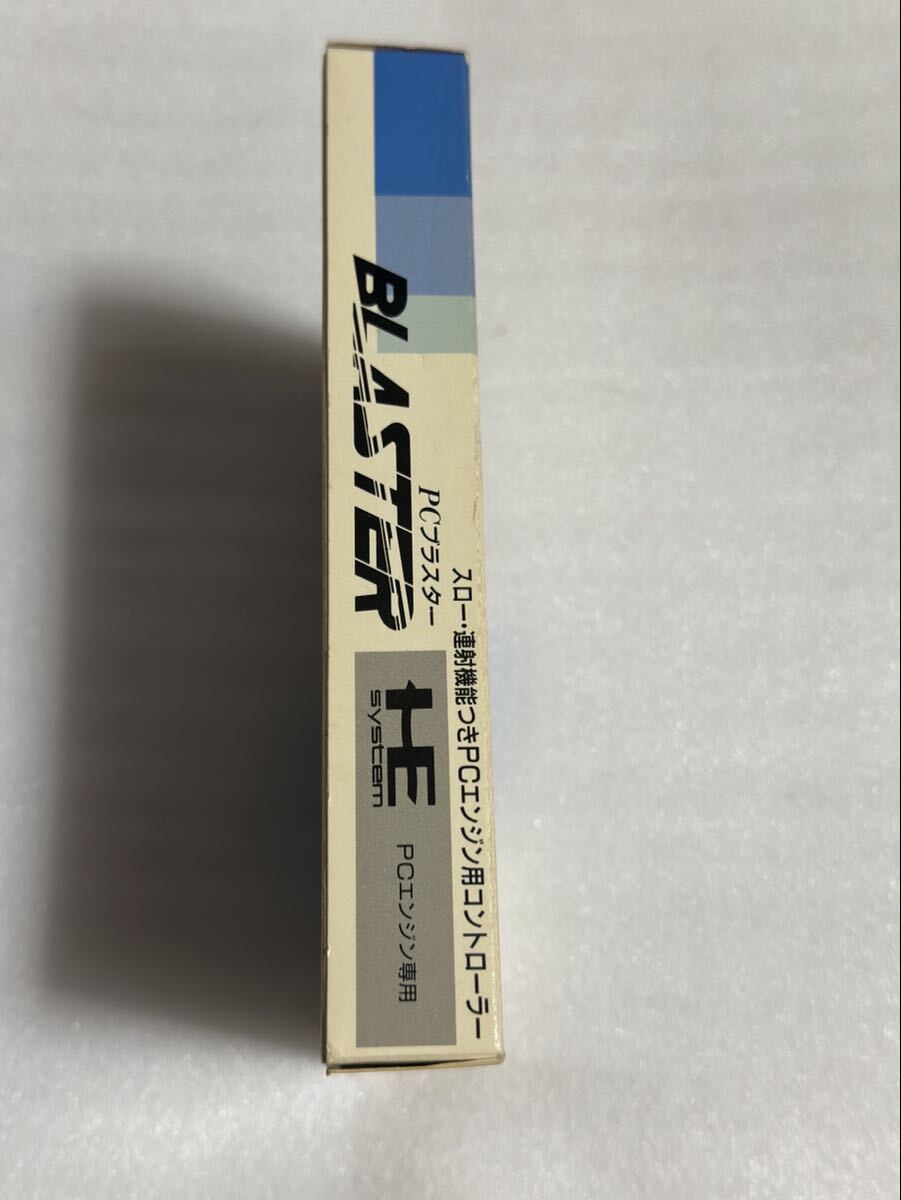 スロー・連射機能つきPCエンジン用コントローラー
PCブラスター
BLASTER
HE
system
PCエンジン専用